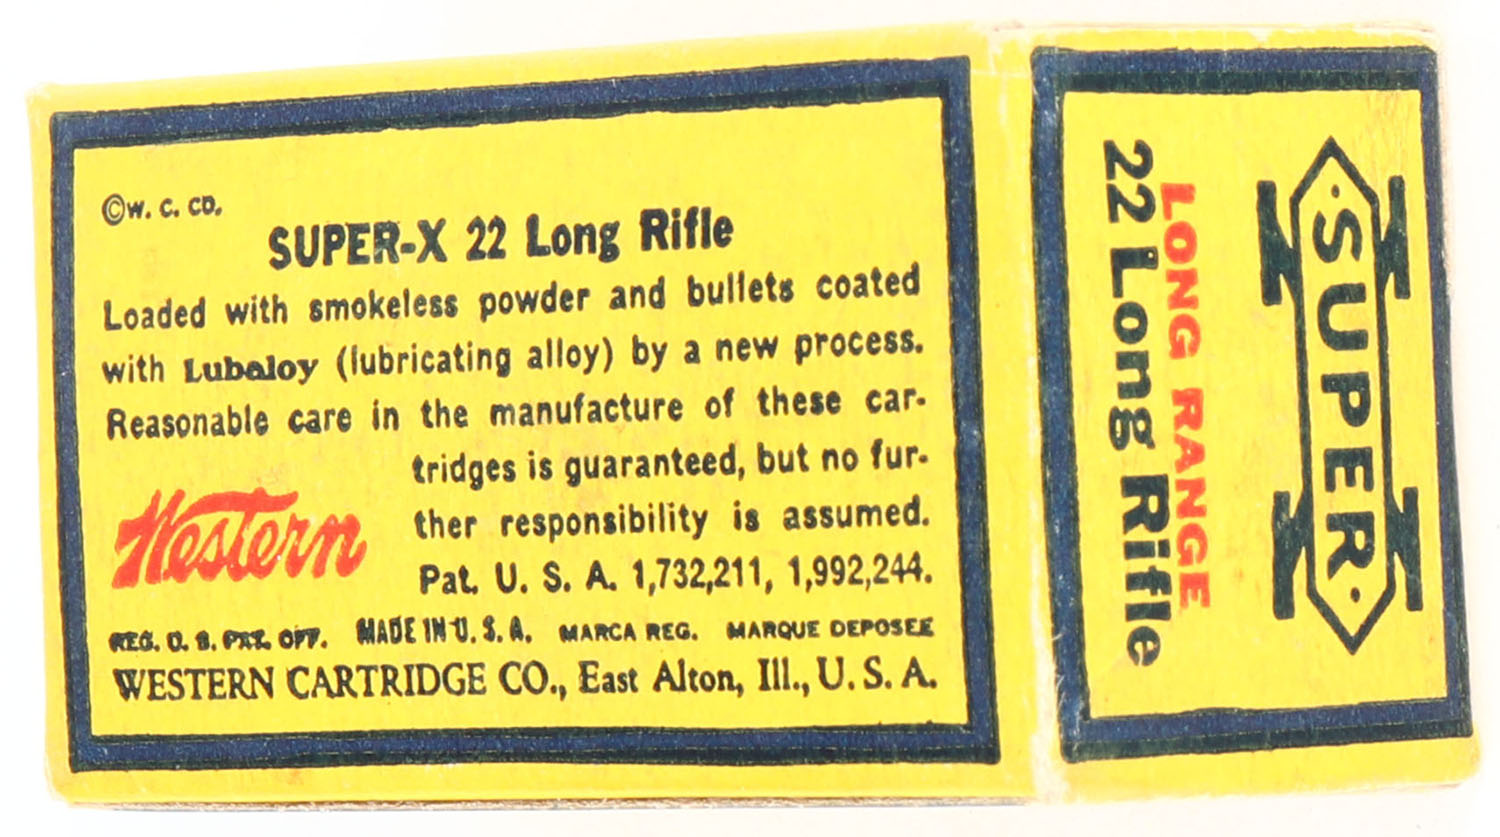 ©W. C. CO.
SUPER-X 22 Long Rifle
Loaded with smokeless powder and bullets coated
with Lubaloy (lubricating alloy) by a new process.
Reasonable care in the manufacture of these car-
tridges is guaranteed, but no fur-
ther responsibility is assumed.
Western
Pat. U. S. A. 1,732,211, 1,992,244.
REG. U. S. PAT. OFF. MADE IN U. S. A. MARCA REG. MARQUE DEPOSEE
WESTERN CARTRIDGE CO., East Alton, Ill., U. S. A.
·SUPER·
X
LONG RANGE
22 Long Rifle